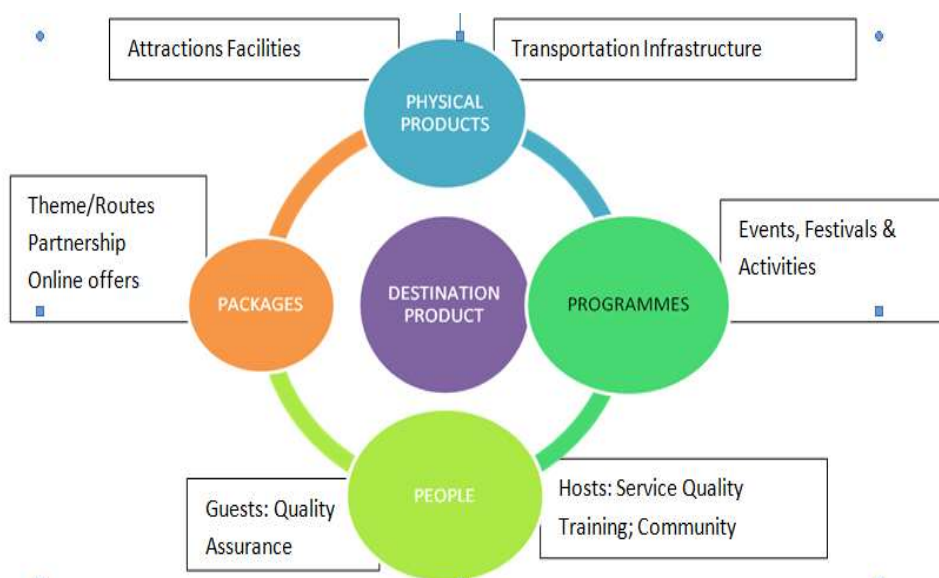 Attractions Facilities
Transportation Infrastructure
PHYSICAL
PRODUCTS
Theme/Routes
Partnership
Online offers
PACKAGES
DESTINATION
PRODUCT
PROGRAMMES
Events, Festivals &
Activities
PEOPLE
Guests: Quality
Assurance
Hosts: Service Quality
Training; Community